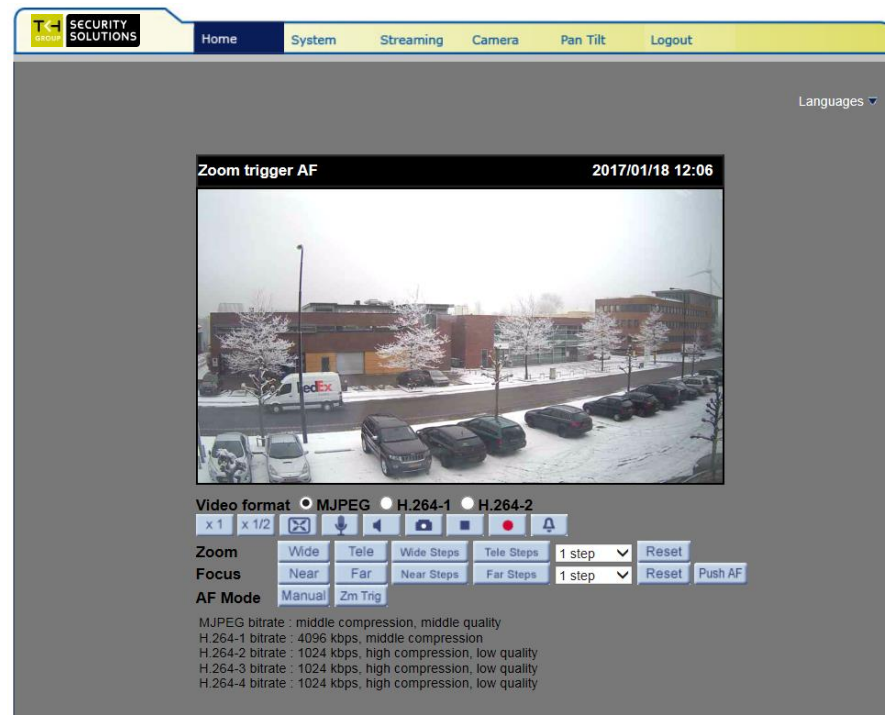 TKH GROUP SECURITY SOLUTIONS
Home System Streaming Camera Pan Tilt Logout
Languages
Zoom trigger AF 2017/01/18 12:06
FedEx
Video format MJPEG H.264-1 H.264-2
x 1 x 1/2
Zoom Wide Tele Wide Steps Tele Steps 1 step Reset
Focus Near Far Near Steps Far Steps 1 step Reset Push AF
AF Mode Manual Zm Trig
MJPEG bitrate : middle compression, middle quality
H.264-1 bitrate : 4096 kbps, middle compression
H.264-2 bitrate : 1024 kbps, high compression, low quality
H.264-3 bitrate : 1024 kbps, high compression, low quality
H.264-4 bitrate : 1024 kbps, high compression, low quality